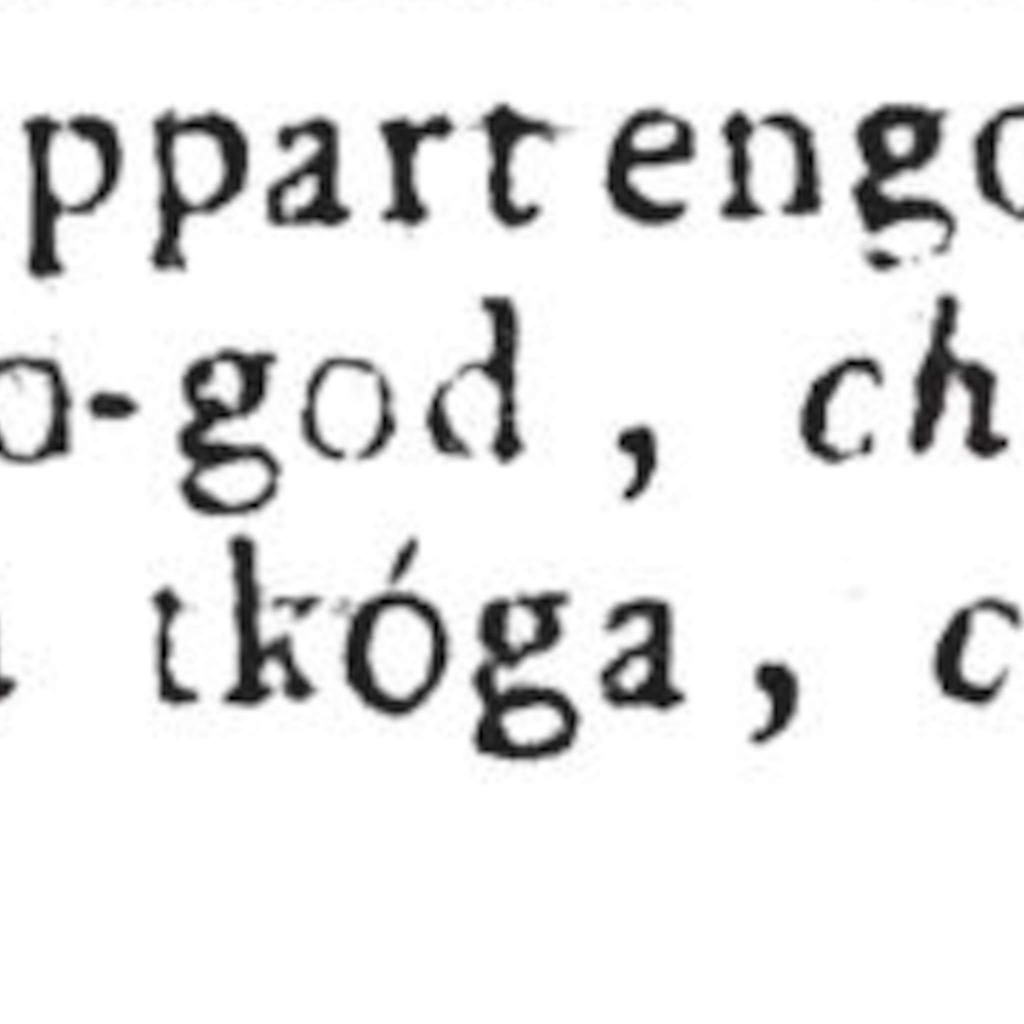 ppartengo
o-god , ch
tkóga , c